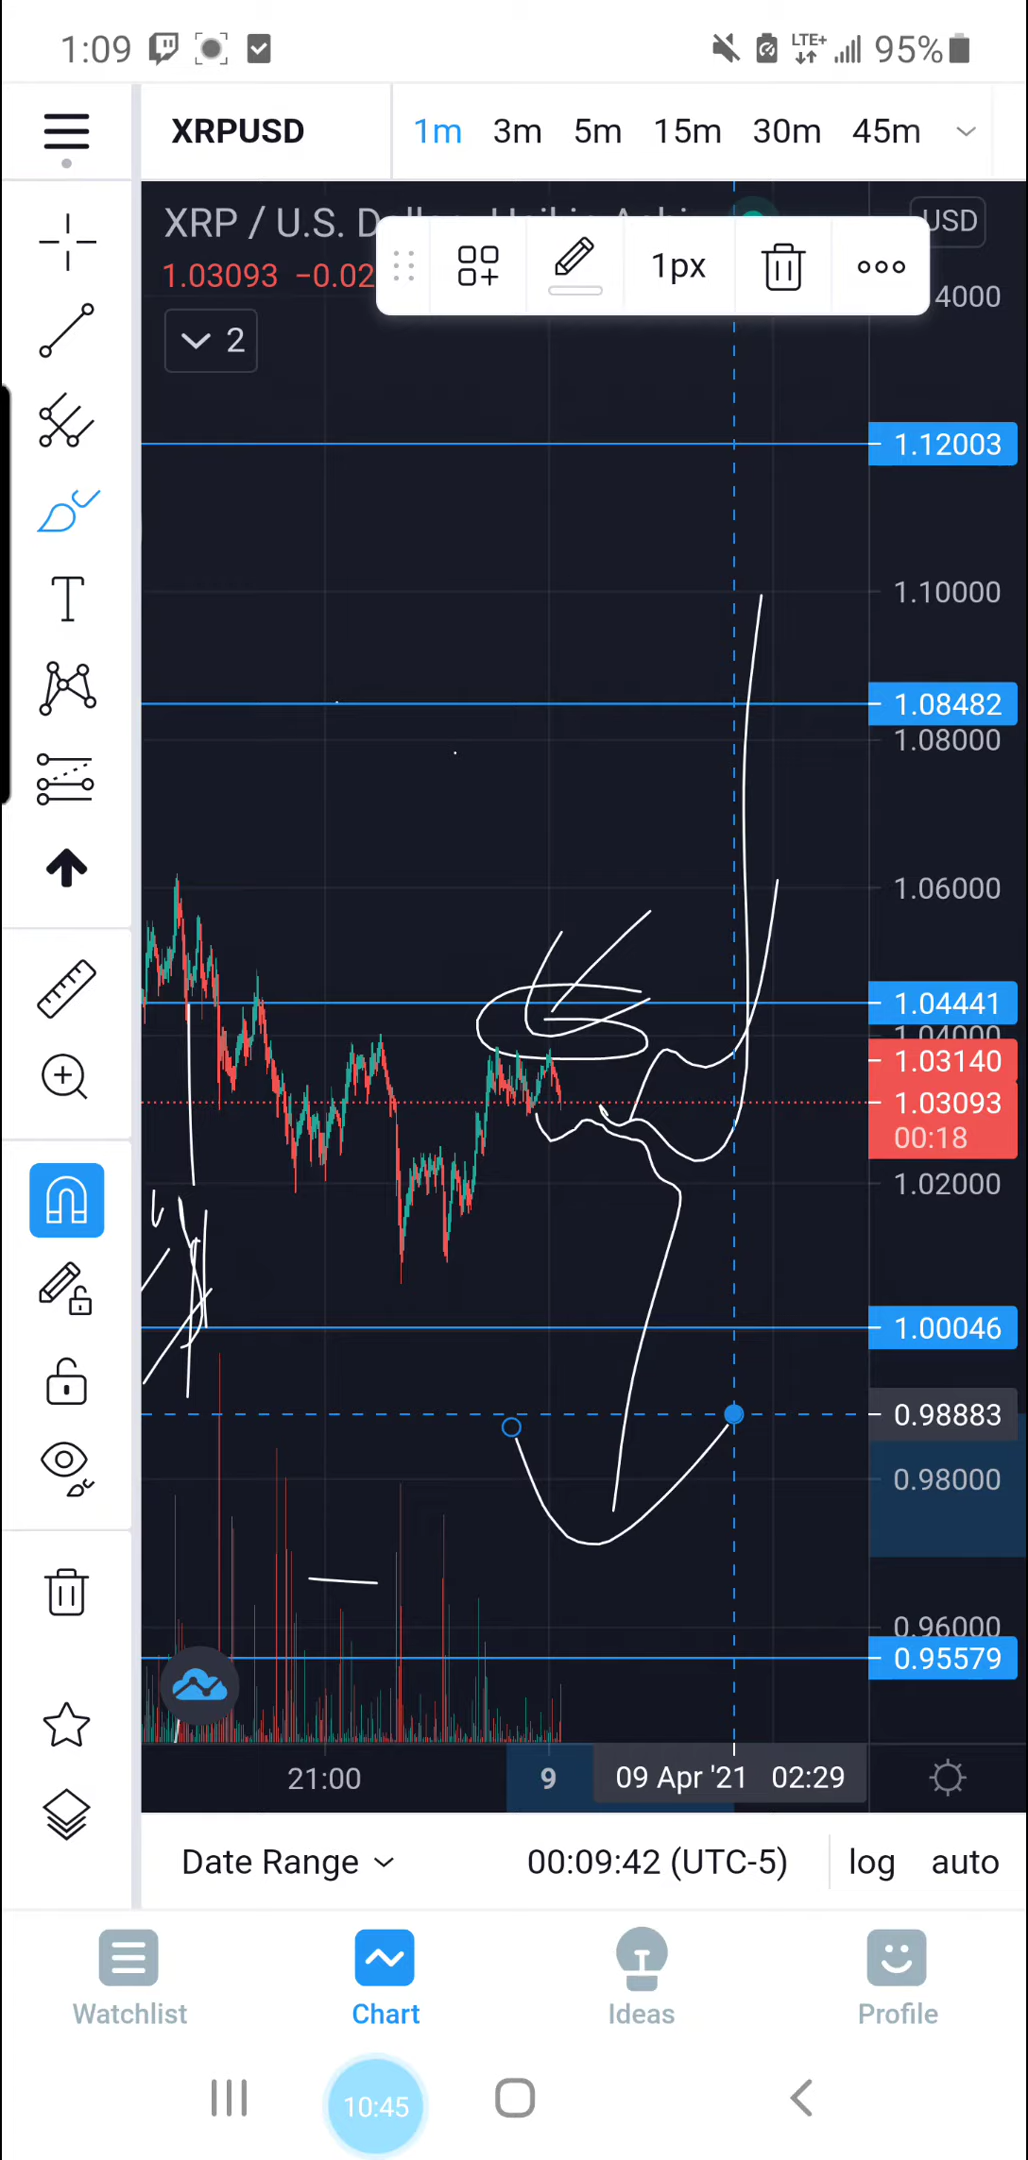 1:09 LTE+ 95%
XRPUSD 1m 3m 5m 15m 30m 45m
XRP / U.S. USD
1.03093 −0.02 1px
4000
2
1.12003
1.10000
1.08482
1.08000
1.06000
1.04441
1.04000
1.03140
1.03093
00:18
1.02000
1.00046
0.98883
0.98000
0.96000
0.95579
21:00 9 09 Apr '21 02:29
Date Range 00:09:42 (UTC-5) log auto
Watchlist Chart Ideas Profile
10:45